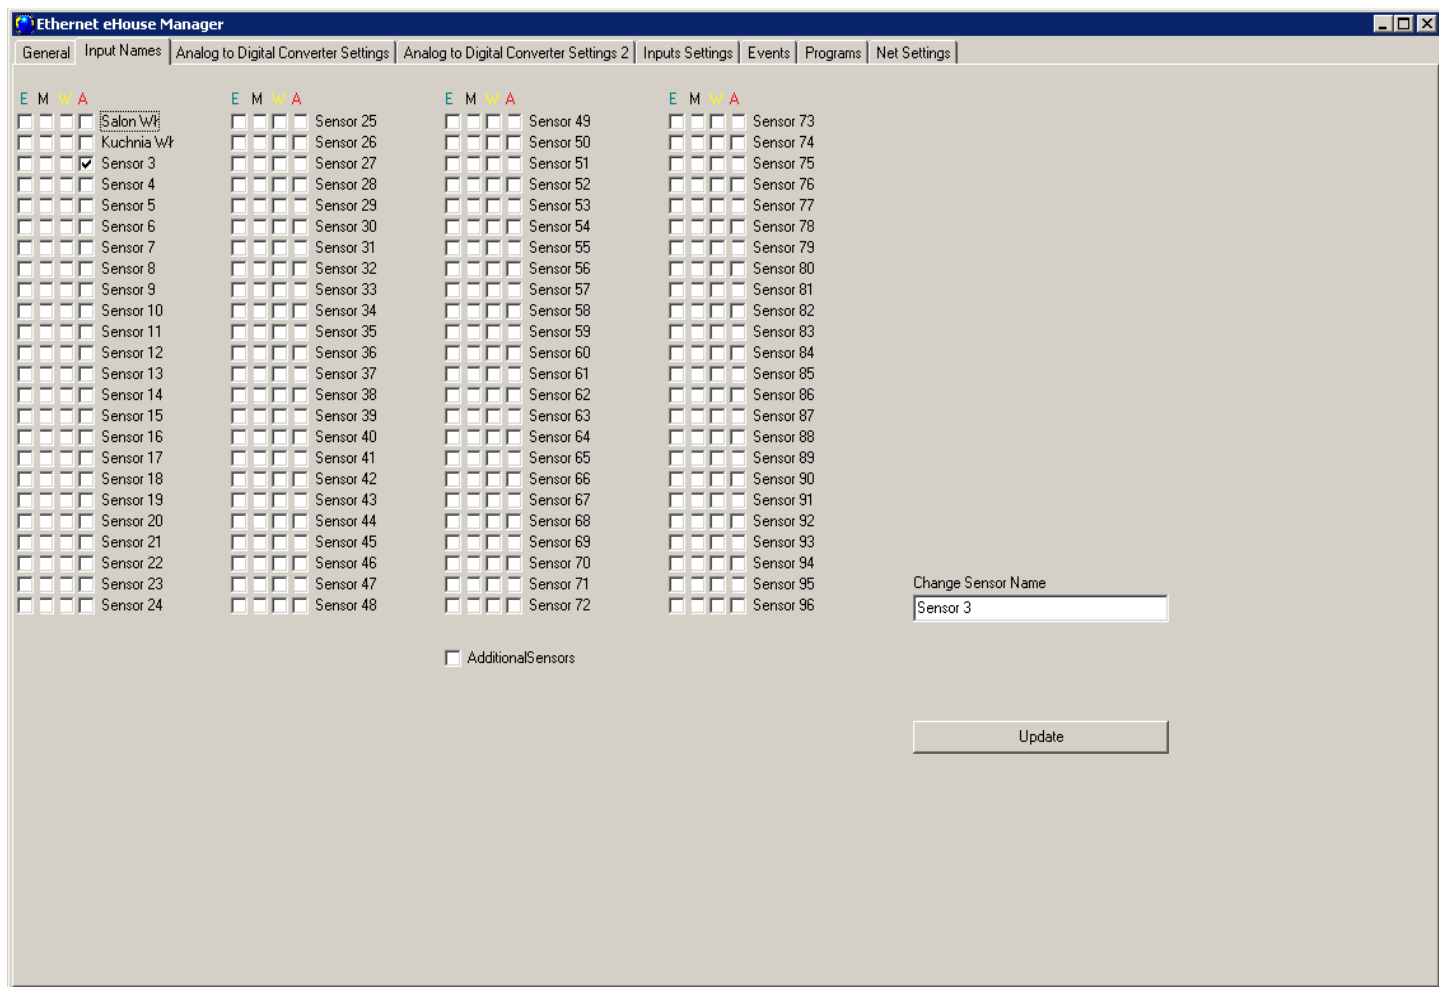 Ethernet eHouse Manager
General Input Names Analog to Digital Converter Settings Analog to Digital Converter Settings 2 Inputs Settings Events Programs Net Settings
E M W A E M W A E M W A E M W A
Salon Wł Sensor 25 Sensor 49 Sensor 73
Kuchnia Wł Sensor 26 Sensor 50 Sensor 74
Sensor 3 Sensor 27 Sensor 51 Sensor 75
Sensor 4 Sensor 28 Sensor 52 Sensor 76
Sensor 5 Sensor 29 Sensor 53 Sensor 77
Sensor 6 Sensor 30 Sensor 54 Sensor 78
Sensor 7 Sensor 31 Sensor 55 Sensor 79
Sensor 8 Sensor 32 Sensor 56 Sensor 80
Sensor 9 Sensor 33 Sensor 57 Sensor 81
Sensor 10 Sensor 34 Sensor 58 Sensor 82
Sensor 11 Sensor 35 Sensor 59 Sensor 83
Sensor 12 Sensor 36 Sensor 60 Sensor 84
Sensor 13 Sensor 37 Sensor 61 Sensor 85
Sensor 14 Sensor 38 Sensor 62 Sensor 86
Sensor 15 Sensor 39 Sensor 63 Sensor 87
Sensor 16 Sensor 40 Sensor 64 Sensor 88
Sensor 17 Sensor 41 Sensor 65 Sensor 89
Sensor 18 Sensor 42 Sensor 66 Sensor 90
Sensor 19 Sensor 43 Sensor 67 Sensor 91
Sensor 20 Sensor 44 Sensor 68 Sensor 92
Sensor 21 Sensor 45 Sensor 69 Sensor 93
Sensor 22 Sensor 46 Sensor 70 Sensor 94
Sensor 23 Sensor 47 Sensor 71 Sensor 95 Change Sensor Name
Sensor 24 Sensor 48 Sensor 72 Sensor 96 Sensor 3
AdditionalSensors
Update